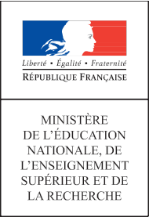 Liberté • Égalité • Fraternité
RÉPUBLIQUE FRANÇAISE
MINISTÈRE
DE L'ÉDUCATION
NATIONALE, DE
L'ENSEIGNEMENT
SUPÉRIEUR ET DE
LA RECHERCHE